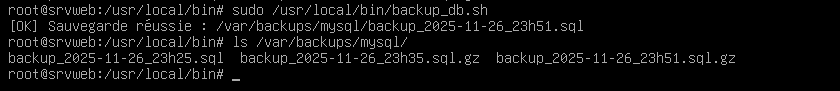 root@srvweb:/usr/local/bin# sudo /usr/local/bin/backup_db.sh
[OK] Sauvegarde réussie : /var/backups/mysql/backup_2025-11-26_23h51.sql
root@srvweb:/usr/local/bin# ls /var/backups/mysql/
backup_2025-11-26_23h25.sql  backup_2025-11-26_23h35.sql.gz  backup_2025-11-26_23h51.sql.gz
root@srvweb:/usr/local/bin# _